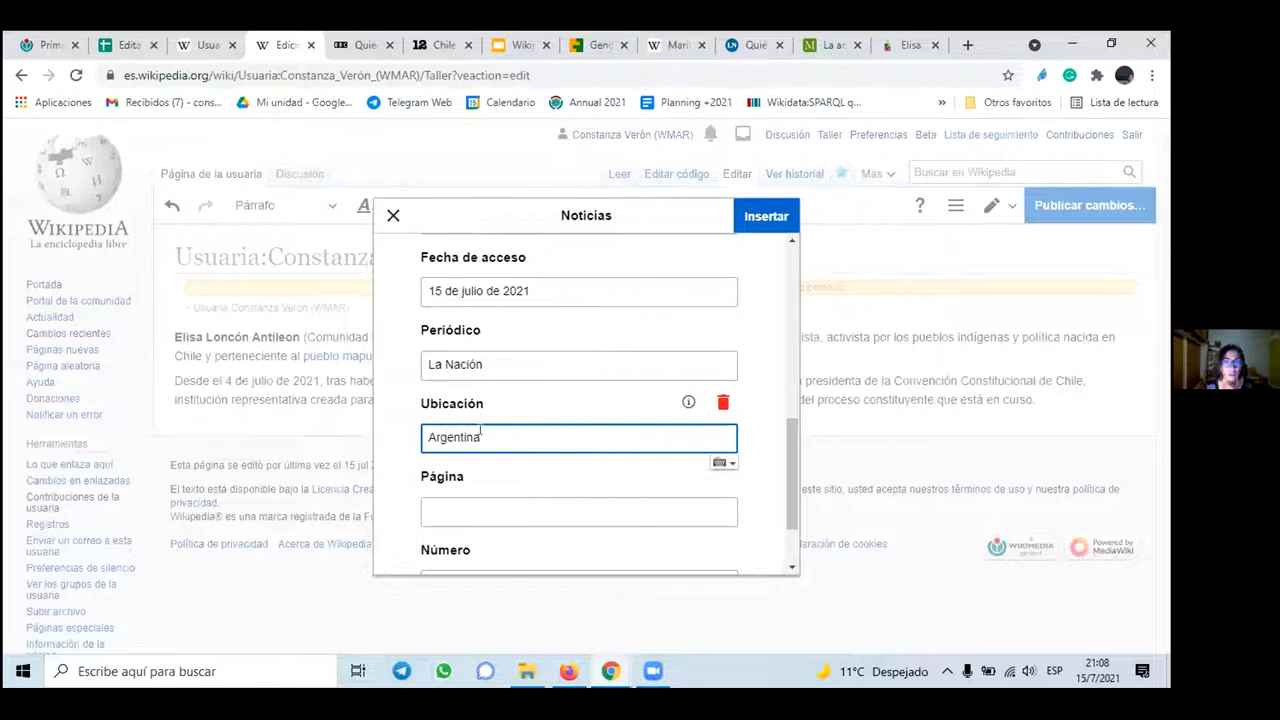 Prim
Edita
Usua
Edici
Quié
Chile
Wikip
Gend
Mari
Quié
La ac
Elisa
es.wikipedia.org/wiki/Usuaria:Constanza_Verón_(WMAR)/Taller?veaction=edit
Aplicaciones
Recibidos (7) - cons...
Mi unidad - Google...
Telegram Web
Calendario
Annual 2021
Planning +2021
Wikidata:SPARQL q...
»
Otros favoritos
Lista de lectura
Constanza Verón (WMAR)
Discusión
Taller
Preferencias
Beta
Lista de seguimiento
Contribuciones
Salir
Página de la usuaria
Discusión
Leer
Editar código
Editar
Ver historial
Más
Buscar en Wikipedia
WIKIPEDIA
La enciclopedia libre
Párrafo
A
?
Publicar cambios...
Noticias
Insertar
Usuaria:Constanza
< Usuaria:Constanza Verón (WMAR)
Elisa Loncón Antileon (Comunidad
ista, activista por los pueblos indígenas y política nacida en
Chile y perteneciente al pueblo mapu
Desde el 4 de julio de 2021, tras habe
presidenta de la Convención Constitucional de Chile,
institución representativa creada para
del proceso constituyente que está en curso.
Fecha de acceso
15 de julio de 2021
Periódico
La Nación
Ubicación
Argentina
Página
Número
Portada
Portal de la comunidad
Actualidad
Cambios recientes
Páginas nuevas
Página aleatoria
Ayuda
Donaciones
Notificar un error
Herramientas
Lo que enlaza aquí
Cambios en enlazadas
Contribuciones de la
usuaria
Registros
Enviar un correo a esta
usuaria
Preferencias de silencio
Ver los grupos de la
usuaria
Subir archivo
Páginas especiales
Información de la
Esta página se editó por última vez el 15 jul 2
El texto está disponible bajo la Licencia Crea
este sitio, usted acepta nuestros términos de uso y nuestra política de
privacidad.
Wikipedia® es una marca registrada de la Fu
Política de privacidad
Acerca de Wikipedia
laración de cookies
WIKIMEDIA
project
Powered by
MediaWiki
Escribe aquí para buscar
11°C Despejado
ESP
21:08
15/7/2021